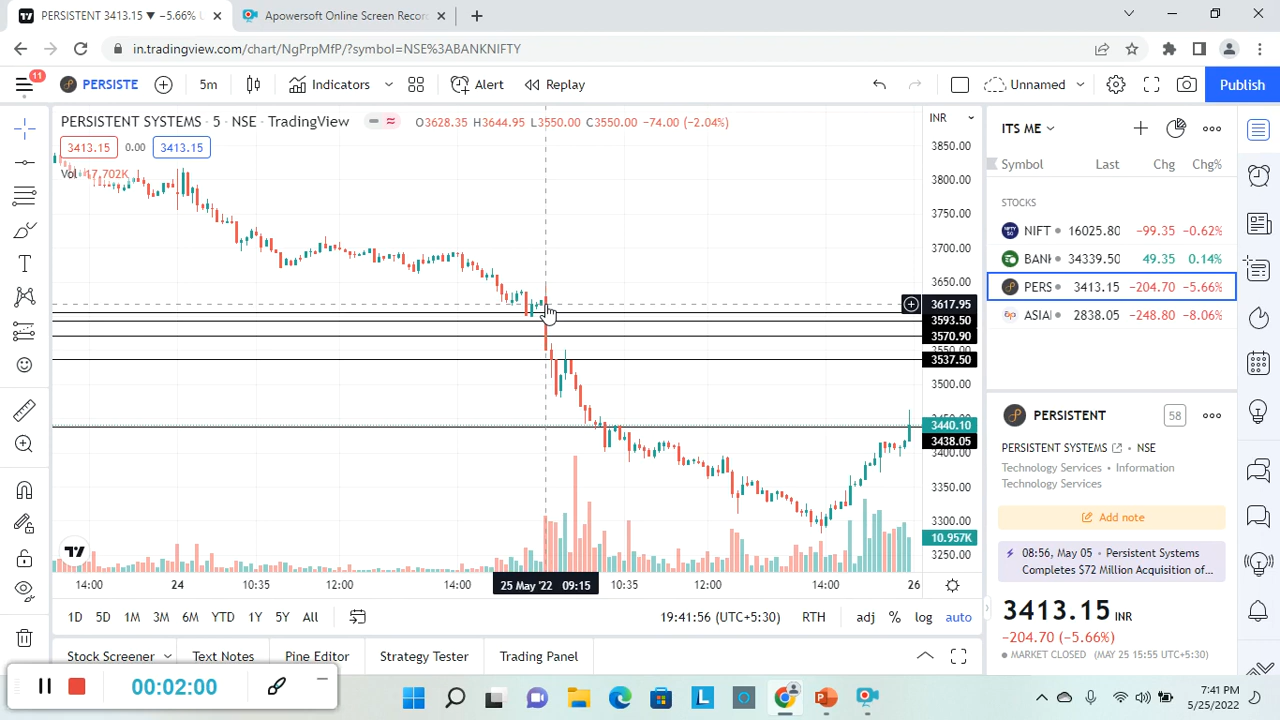 PERSISTENT 3413.15 ▼ −5.66%
Apowersoft Online Screen Recor
in.tradingview.com/chart/NgPrpMfP/?symbol=NSE%3ABANKNIFTY
11
PERSISTE
5m
Indicators
Alert
Replay
Unnamed
Publish
PERSISTENT SYSTEMS · 5 · NSE · TradingView
O3628.35 H3644.95 L3550.00 C3550.00 −74.00 (−2.04%)
INR
3413.15 0.00 3413.15
Vol 17.702K
3850.00
3800.00
3750.00
3700.00
3650.00
3617.95
3593.50
3570.90
3550.00
3537.50
3500.00
3450.00
3440.10
3438.05
3400.00
3350.00
3300.00
10.957K
3250.00
14:00 24 10:35 12:00 14:00 25 May '22 09:15 10:35 12:00 14:00 26
1D 5D 1M 3M 6M YTD 1Y 5Y All
19:41:56 (UTC+5:30) RTH adj % log auto
Stock Screener Text Notes Pine Editor Strategy Tester Trading Panel
ITS ME
Symbol Last Chg Chg%
STOCKS
NIFT 16025.80 −99.35 −0.62%
BANI 34339.50 49.35 0.14%
PERS 3413.15 −204.70 −5.66%
ASIAI 2838.05 −248.80 −8.06%
PERSISTENT 58
PERSISTENT SYSTEMS · NSE
Technology Services • Information
Technology Services
Add note
08:56, May 05 • Persistent Systems
Completes $72 Million Acquisition of...
3413.15 INR
−204.70 (−5.66%)
MARKET CLOSED (MAY 25 15:55 UTC+5:30)
00:02:00
7:41 PM
5/25/2022